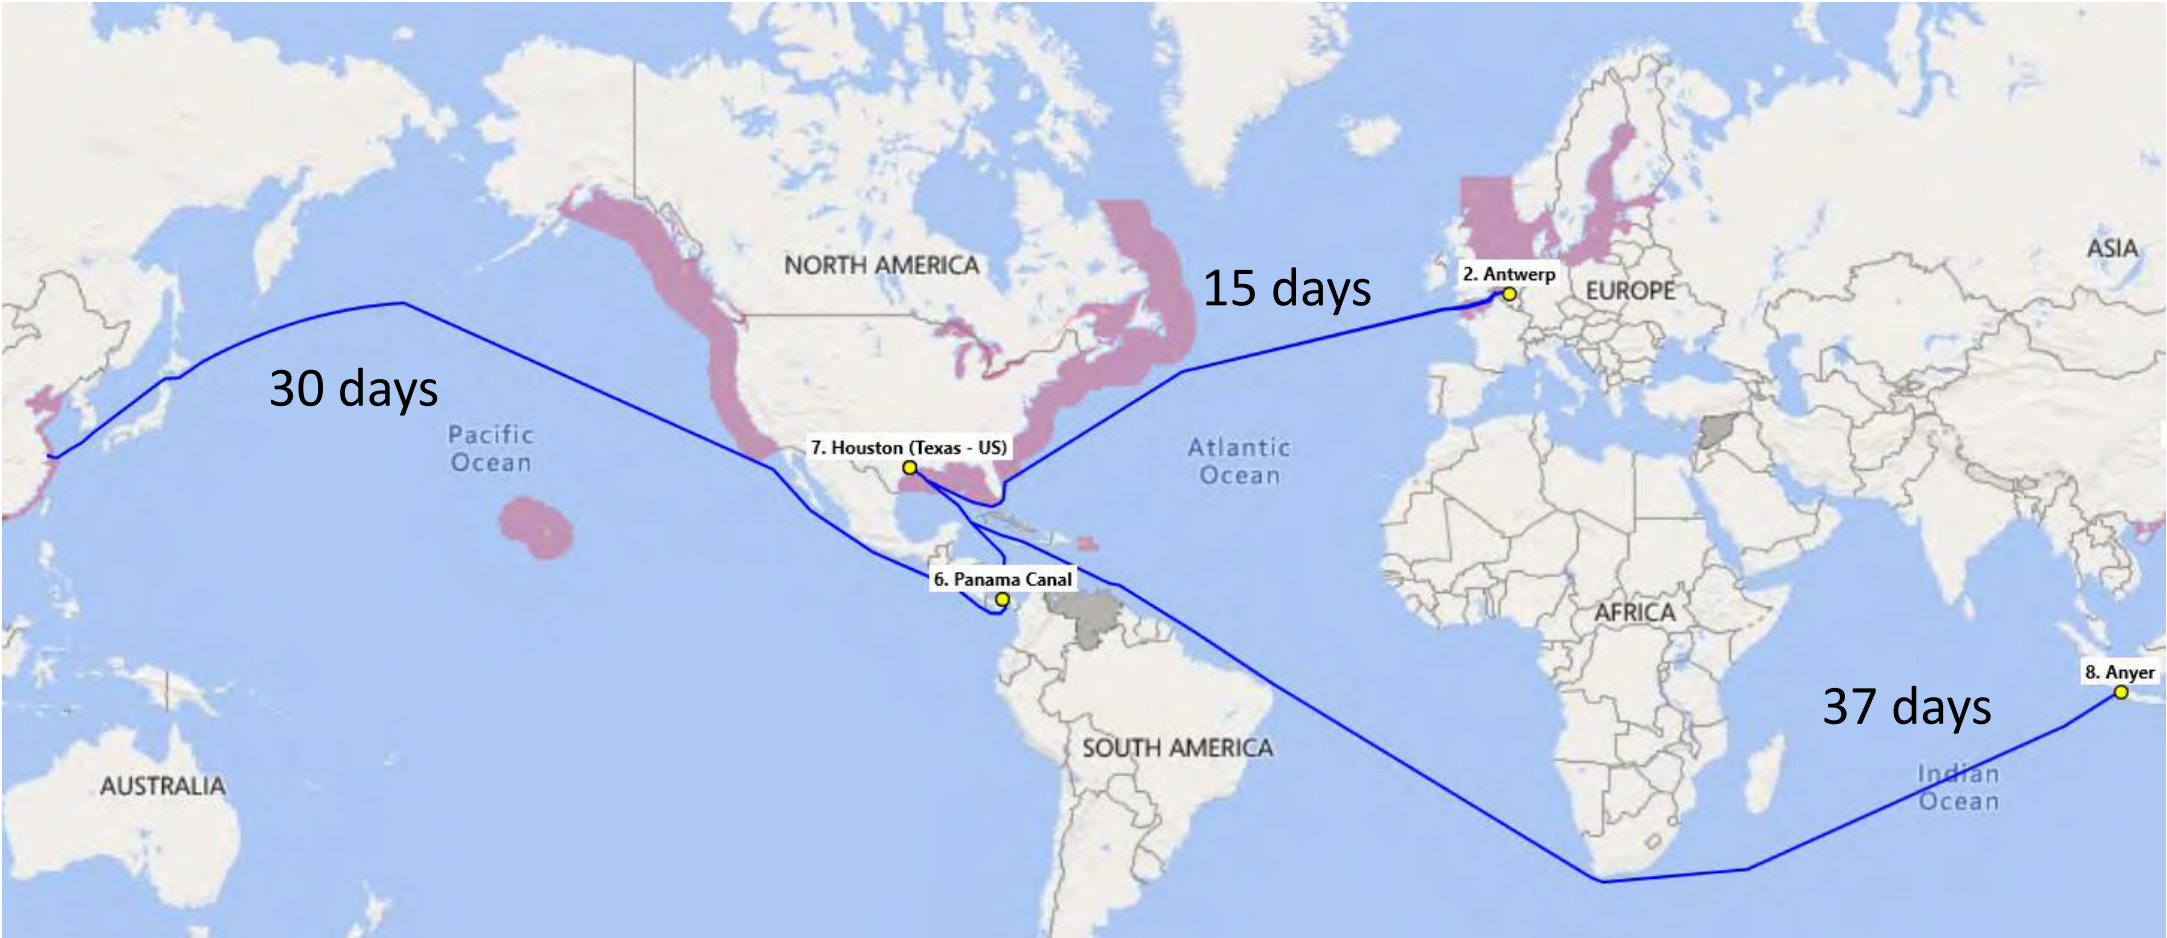 NORTH AMERICA
ASIA
15 days
2. Antwerp
EUROPE
30 days
Pacific
Ocean
7. Houston (Texas - US)
Atlantic
Ocean
6. Panama Canal
AFRICA
8. Anyer
37 days
SOUTH AMERICA
AUSTRALIA
Indian
Ocean